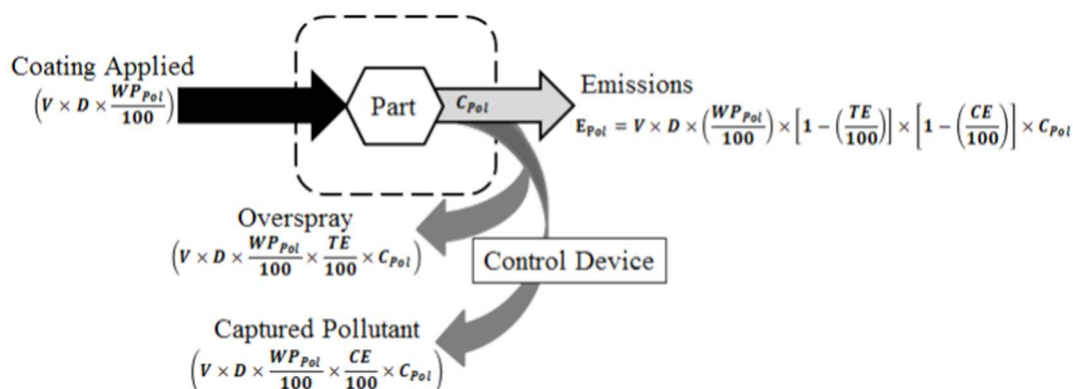 Coating Applied
(V × D × WP_Pol/100)
Part
C_Pol
Emissions
E_Pol = V × D × (WP_Pol/100) × [1 − (TE/100)] × [1 − (CE/100)] × C_Pol
Overspray
(V × D × WP_Pol/100 × TE/100 × C_Pol)
Control Device
Captured Pollutant
(V × D × WP_Pol/100 × CE/100 × C_Pol)